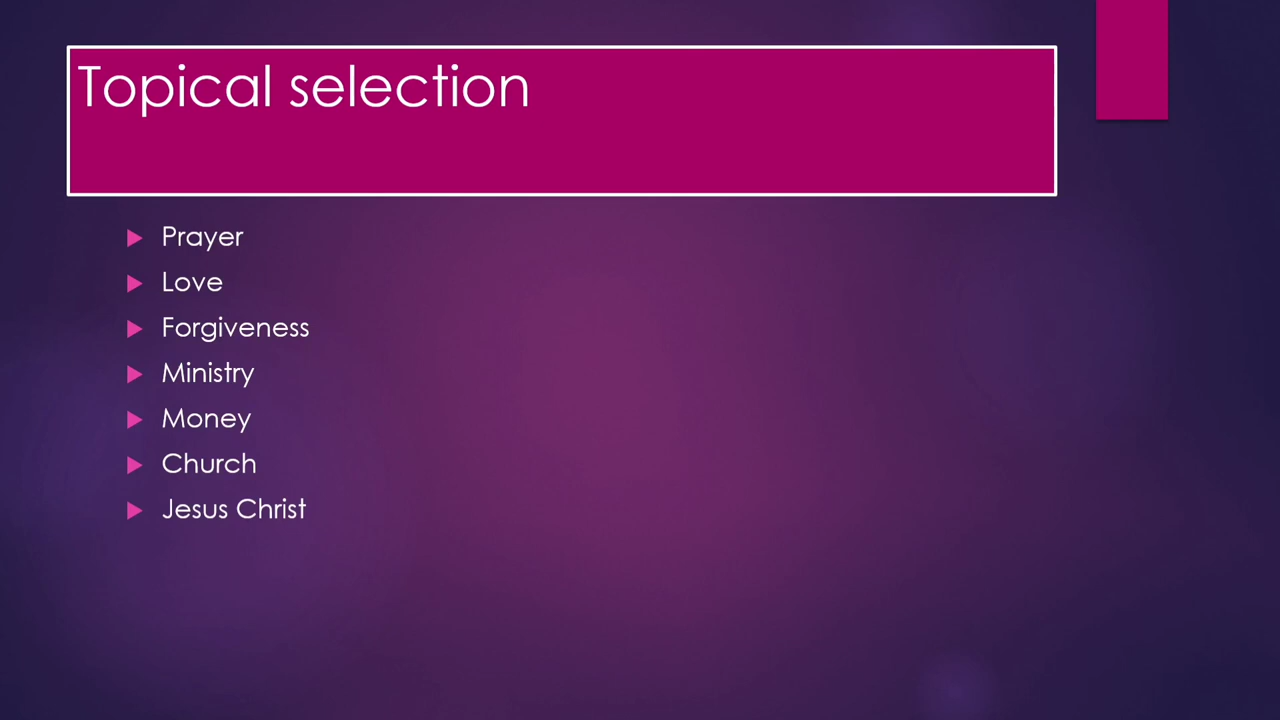 Topical selection
Prayer
Love
Forgiveness
Ministry
Money
Church
Jesus Christ